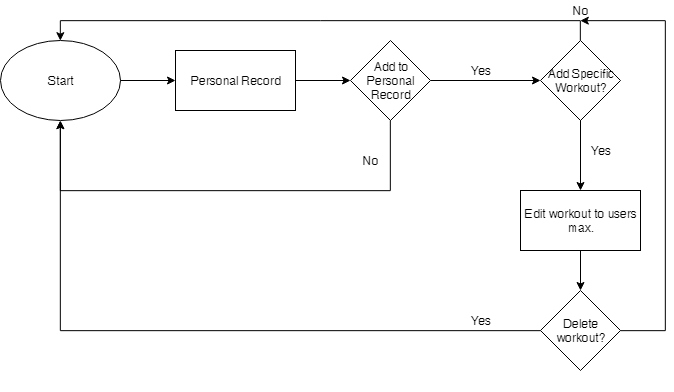 No
Start
Personal Record
Add to
Personal
Record
Yes
Add Specific
Workout?
No
Yes
Edit workout to users
max.
Yes
Delete
workout?